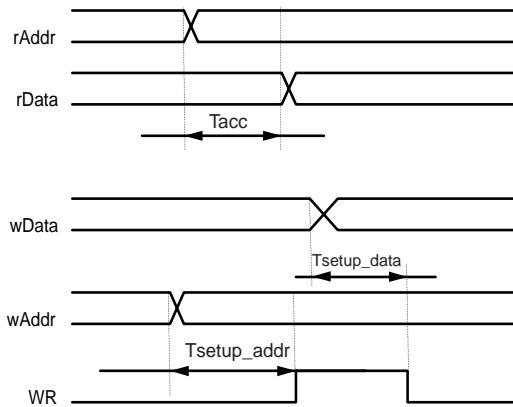 rAddr
rData
Tacc
wData
Tsetup_data
wAddr
Tsetup_addr
WR